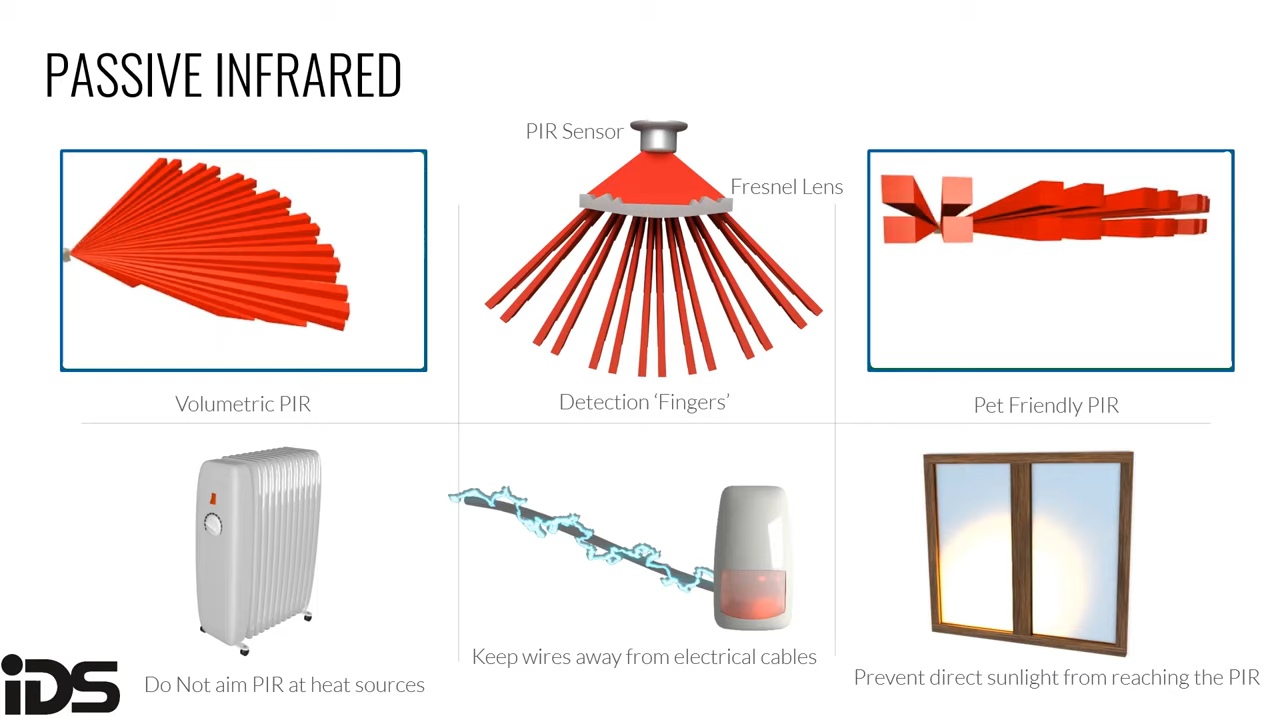 PASSIVE INFRARED
PIR Sensor
Fresnel Lens
Volumetric PIR
Detection ‘Fingers’
Pet Friendly PIR
Do Not aim PIR at heat sources
Keep wires away from electrical cables
Prevent direct sunlight from reaching the PIR
iDS